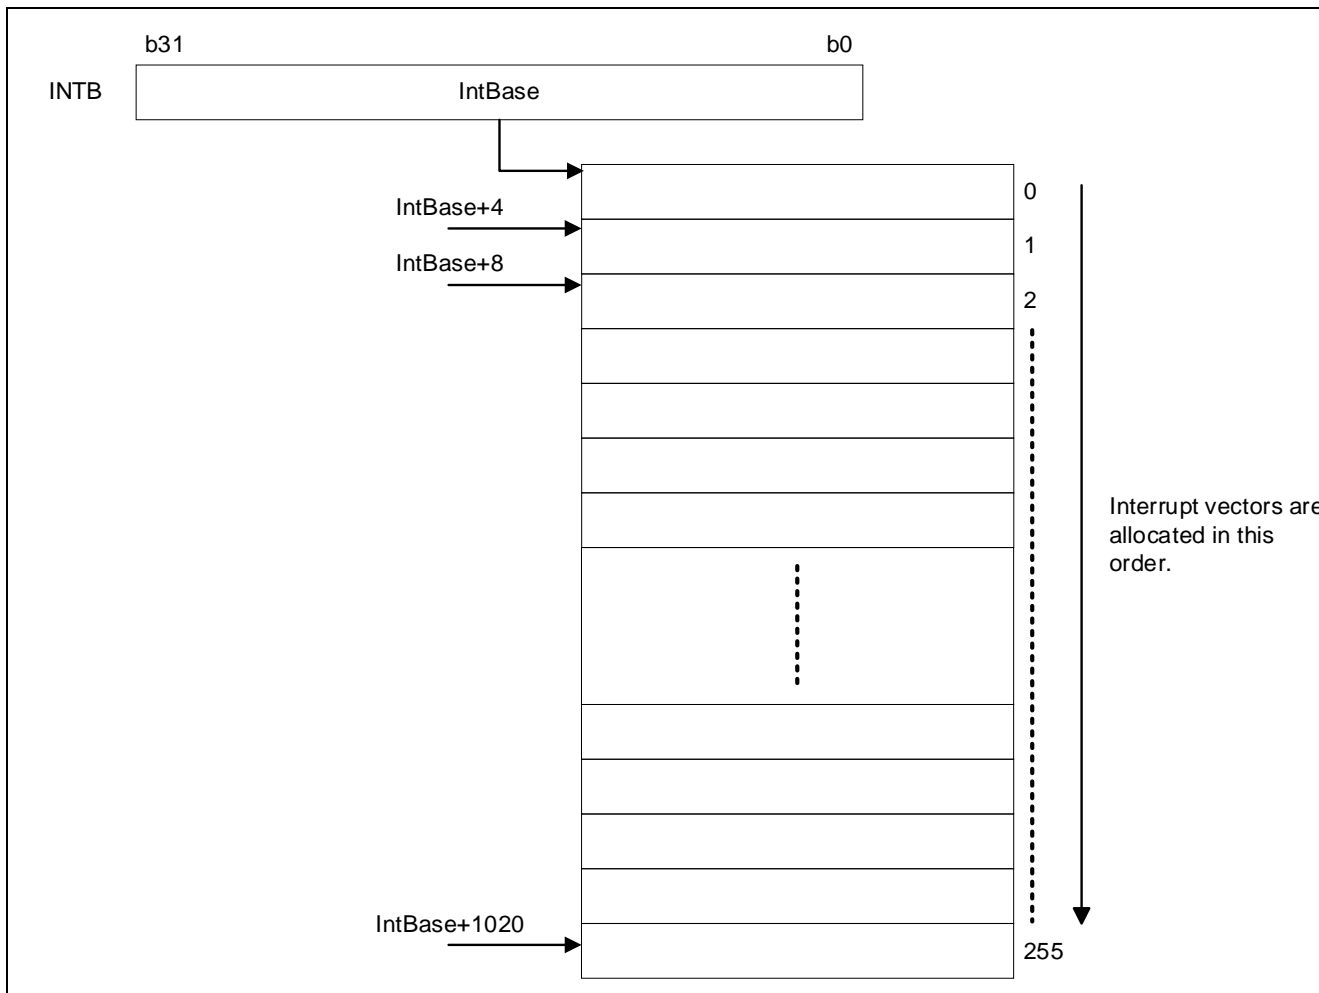 b31 b0
INTB IntBase
0
IntBase+4
1
IntBase+8
2
Interrupt vectors are
allocated in this
order.
IntBase+1020
255